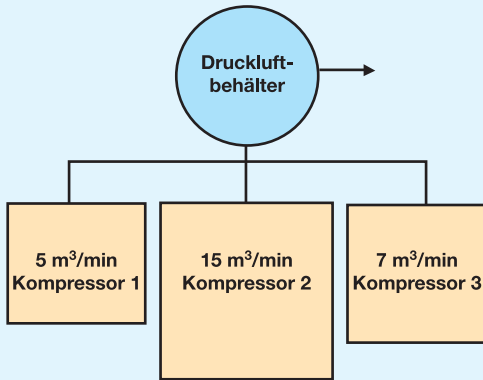 Druckluft-
behälter
5 m³/min
Kompressor 1
15 m³/min
Kompressor 2
7 m³/min
Kompressor 3